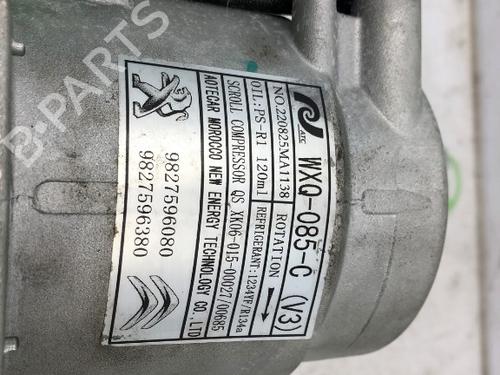 ATC
WXQ-085-C (V3)
NO.220825MA1138 ROTATION
OIL:PS-R1 120ml REFRIGERANT:1234YF/R134a
SCROLL COMPRESSOR QS XK06-015-00027/00685
AOTECAR MOROCCO NEW ENERGY TECHNOLOGY CO.,LTD
9827596080
9827596380
B-PARTS